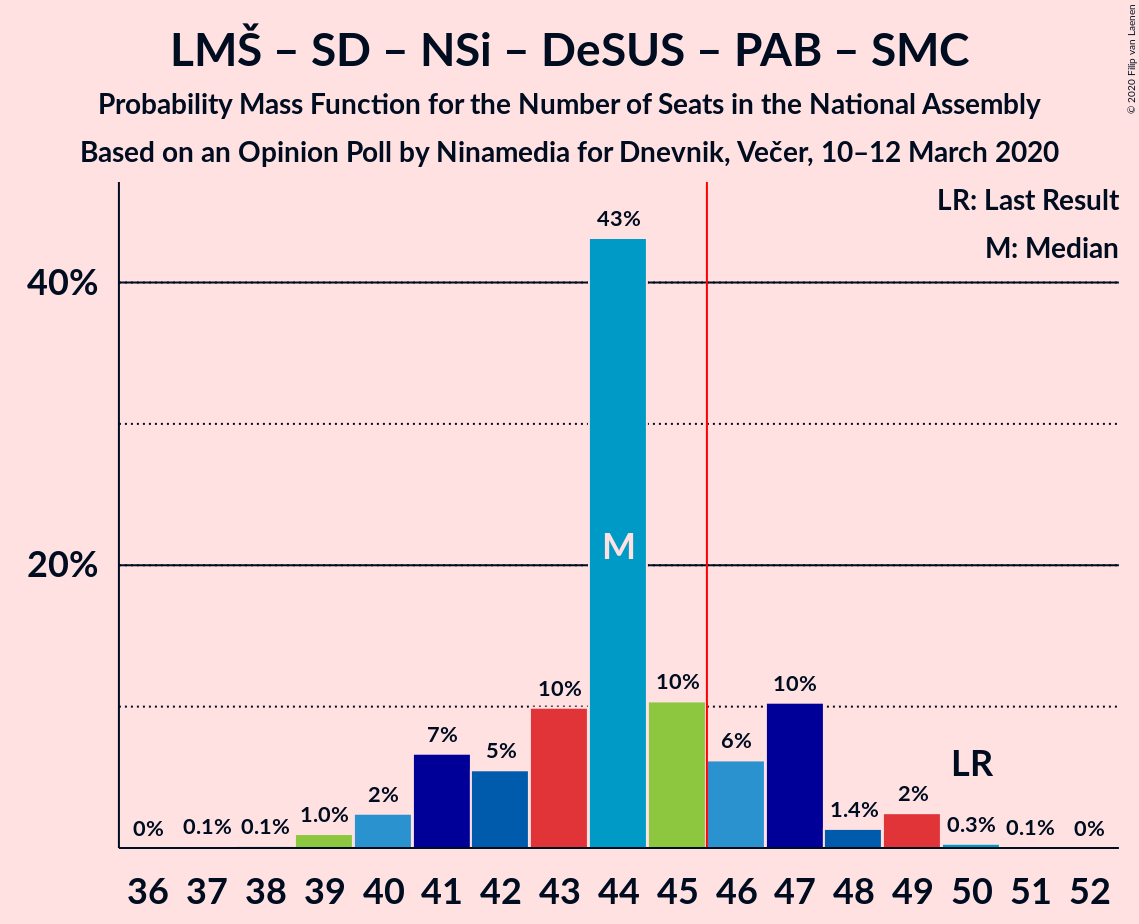 LMŠ – SD – NSi – DeSUS – PAB – SMC
Probability Mass Function for the Number of Seats in the National Assembly
Based on an Opinion Poll by Ninamedia for Dnevnik, Večer, 10–12 March 2020
© 2020 Filip van Laenen
LR: Last Result
M: Median
40%
20%
0% 0.1% 0.1% 1.0% 2% 7% 5% 10% 43% 10% 6% 10% 1.4% 2% 0.3% 0.1% 0%
M
LR
36 37 38 39 40 41 42 43 44 45 46 47 48 49 50 51 52